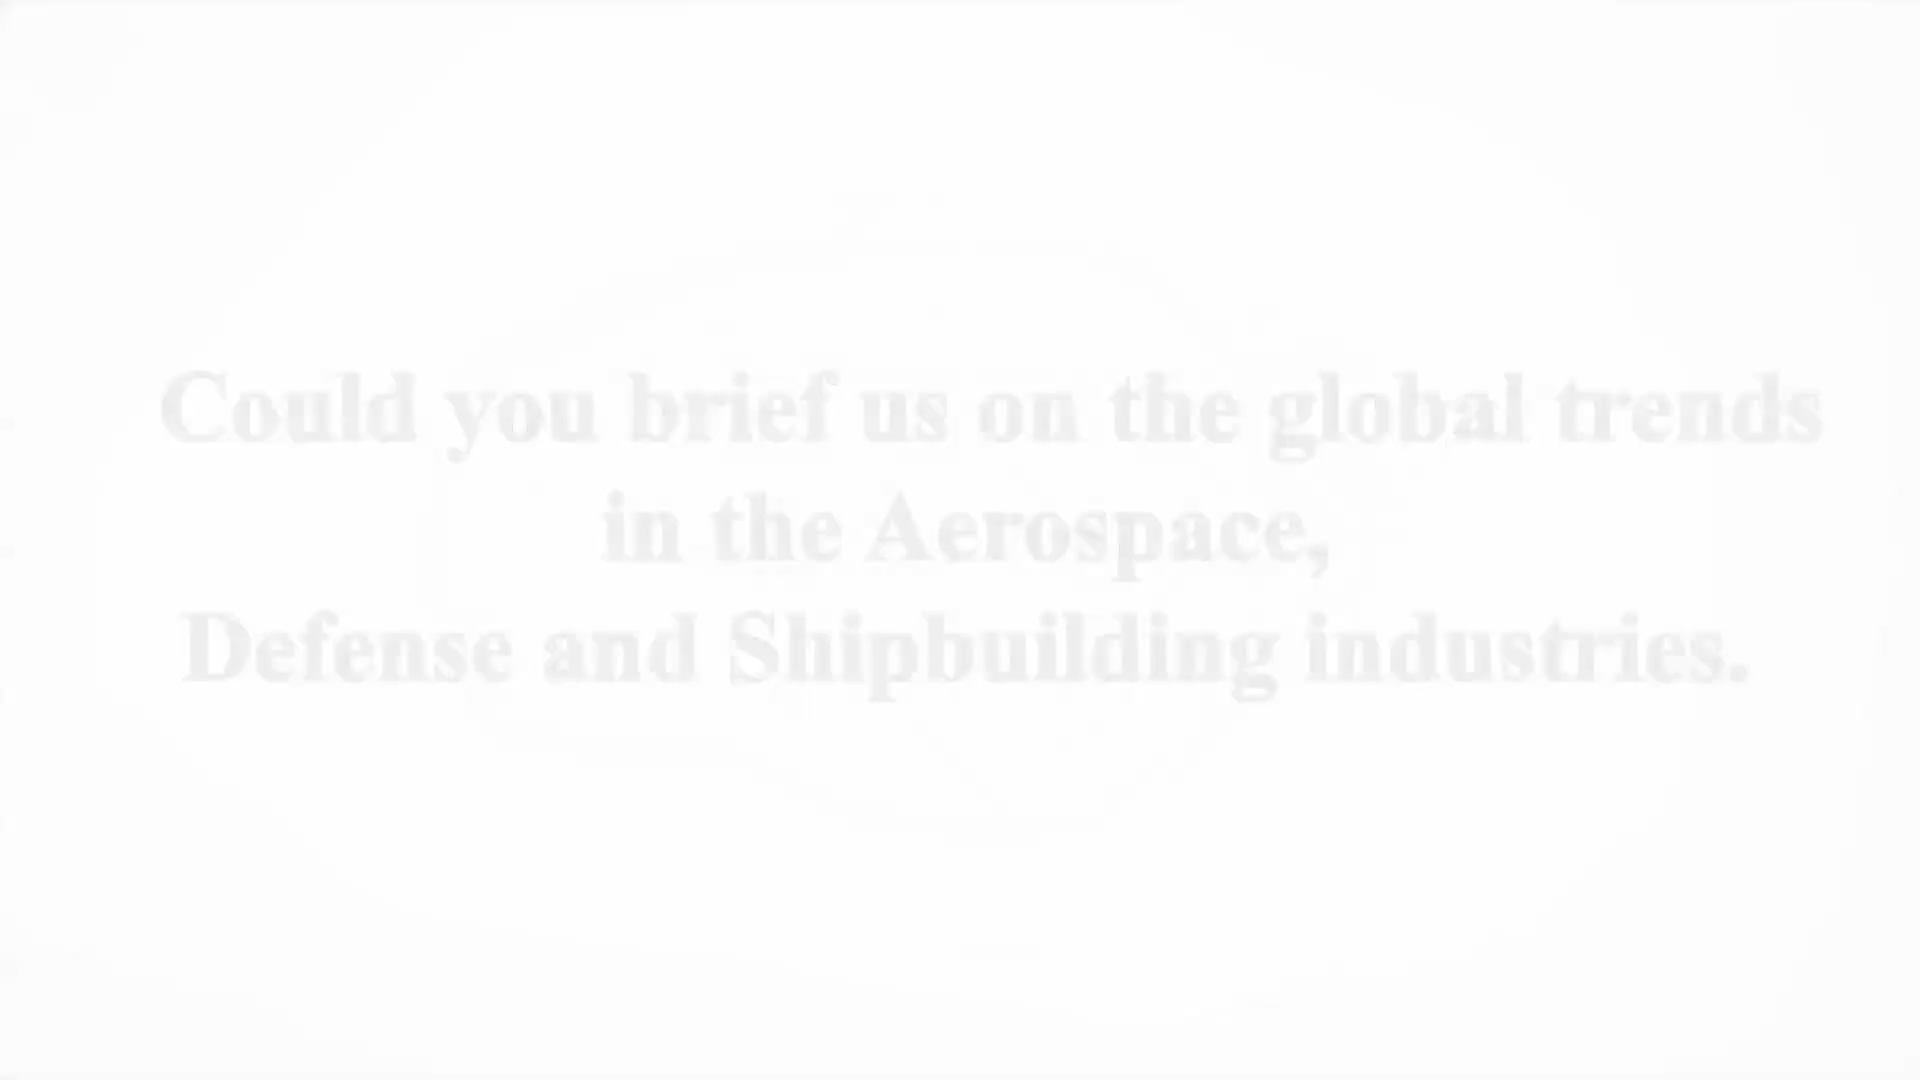 Could you brief us on the global trends
in the Aerospace,
Defense and Shipbuilding industries.